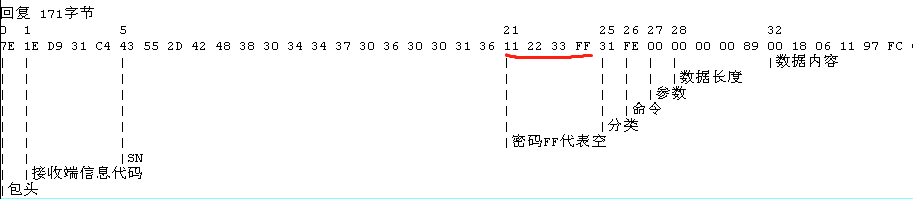 回复 171字节
0 1 5 21 25 26 27 28 32
7E 1E D9 31 C4 43 55 2D 42 48 38 30 34 34 37 30 36 30 30 31 36 11 22 33 FF 31 FE 00 00 00 00 89 00 18 06 11 97 FC
|数据内容
|数据长度
|参数
|命令
|分类
|密码FF代表空
|SN
|接收端信息代码
|包头